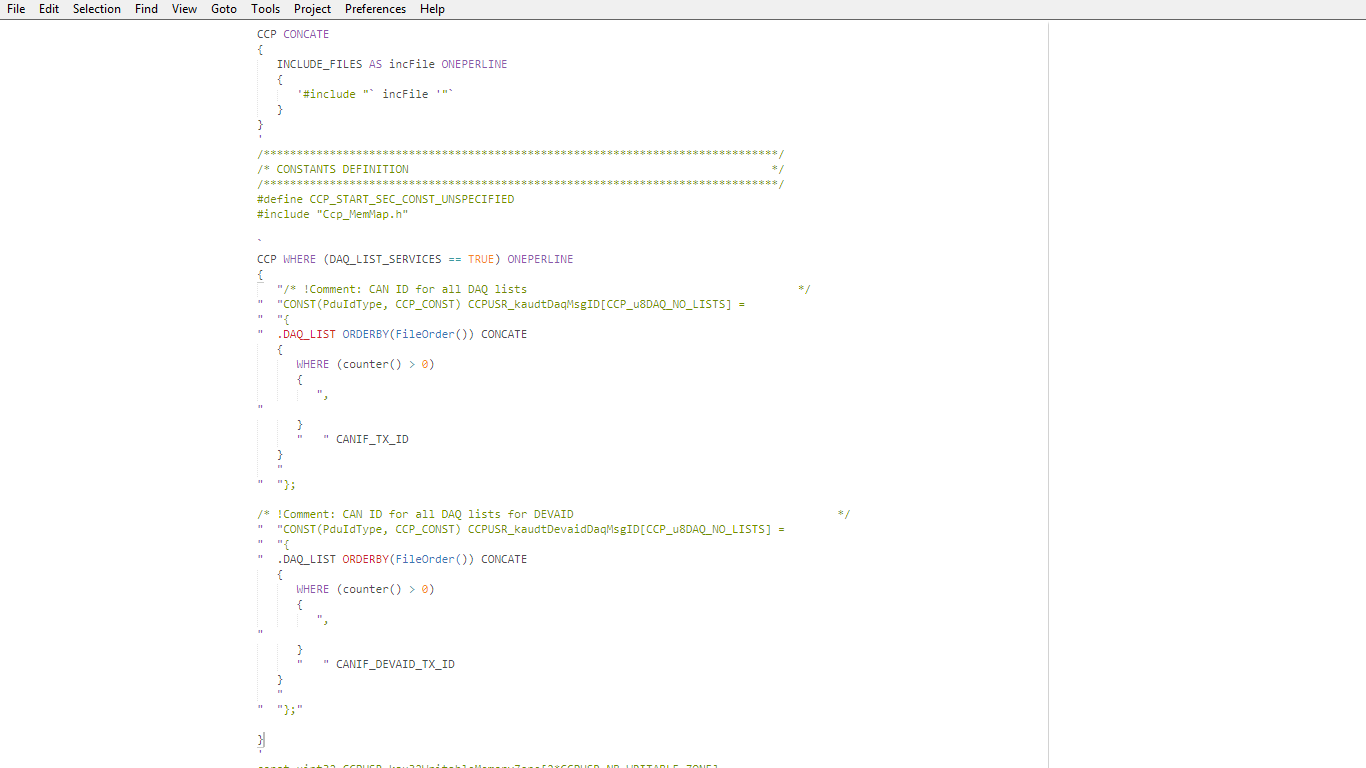 File Edit Selection Find View Goto Tools Project Preferences Help
CCP CONCATE
{
INCLUDE_FILES AS incFile ONEPERLINE
{
'#include "` incFile '"`
}
}
'
/******************************************************************************/
/* CONSTANTS DEFINITION */
/******************************************************************************/
#define CCP_START_SEC_CONST_UNSPECIFIED
#include "Ccp_MemMap.h"
`
CCP WHERE (DAQ_LIST_SERVICES == TRUE) ONEPERLINE
{
"/* !Comment: CAN ID for all DAQ lists */
" "CONST(PduIdType, CCP_CONST) CCPUSR_kaudtDaqMsgID[CCP_u8DAQ_NO_LISTS] =
" "{
" .DAQ_LIST ORDERBY(FileOrder()) CONCATE
{
WHERE (counter() > 0)
{
",
"
}
" " CANIF_TX_ID
}
"
" "};
/* !Comment: CAN ID for all DAQ lists for DEVAID */
" "CONST(PduIdType, CCP_CONST) CCPUSR_kaudtDevaidDaqMsgID[CCP_u8DAQ_NO_LISTS] =
" "{
" .DAQ_LIST ORDERBY(FileOrder()) CONCATE
{
WHERE (counter() > 0)
{
",
"
}
" " CANIF_DEVAID_TX_ID
}
"
" "};"
}
'